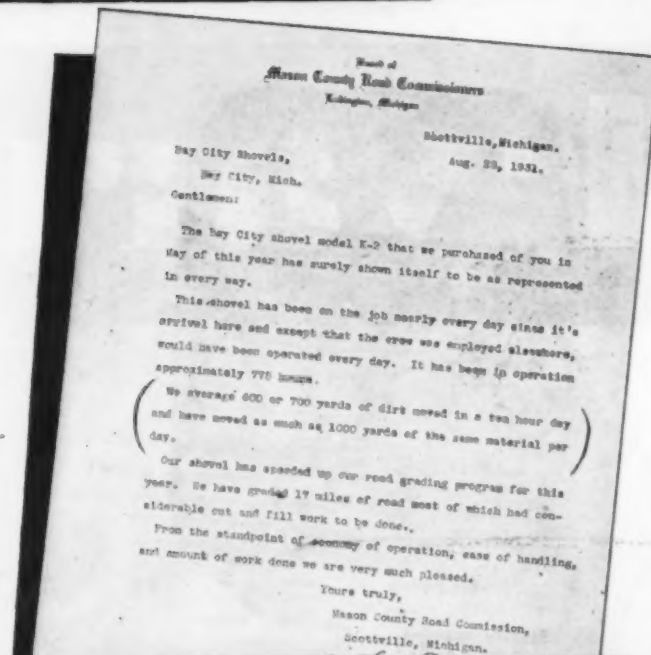 Board of
Mason County Road Commissioners
Ludington, Michigan
Scottville, Michigan.
Aug. 29, 1931.
Bay City Shovels,
Bay City, Mich.
Gentlemen:
The Bay City shovel model K-2 that we purchased of you in
May of this year has surely shown itself to be as represented
in every way.
This shovel has been on the job nearly every day since it's
arrival here and except that the crew was employed elsewhere,
would have been operated every day. It has been in operation
approximately 775 hours.
We average 600 or 700 yards of dirt moved in a ten hour day
and have moved as much as 1000 yards of the same material per
day.
Our shovel has speeded up our road grading program for this
year. We have graded 17 miles of road most of which had con-
siderable cut and fill work to be done.
From the standpoint of economy of operation, ease of handling,
and amount of work done we are very much pleased.
Yours truly,
Mason County Road Commission,
Scottville, Michigan.